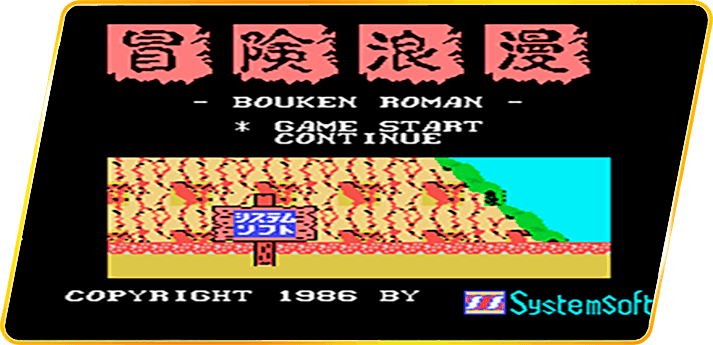 冒険浪漫
- BOUKEN ROMAN -
* GAME START
CONTINUE
システム
ソフト
COPYRIGHT 1986 BY SystemSoft